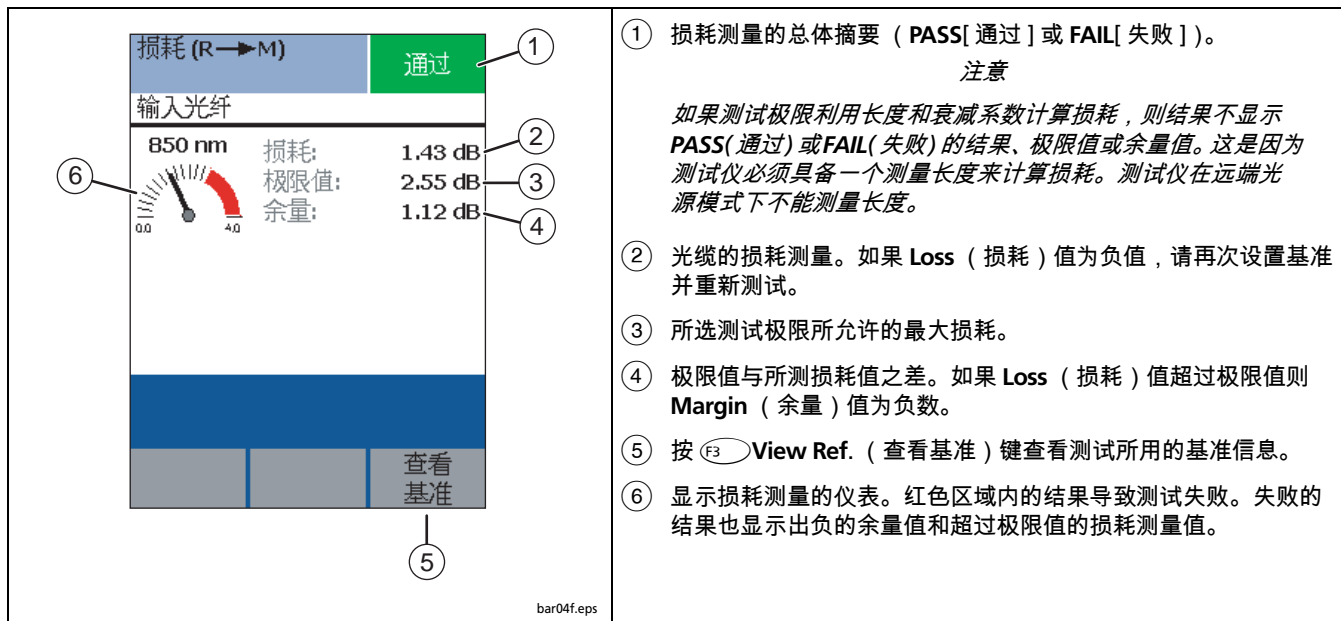 损耗 (R→M)
通过
输入光纤
850 nm
损耗: 1.43 dB
极限值: 2.55 dB
余量: 1.12 dB
0.0 4.0
查看
基准
①
②
③
④
⑥
⑤
bar04f.eps
① 损耗测量的总体摘要 （PASS[ 通过 ] 或 FAIL[ 失败 ] )。
注意
如果测试极限利用长度和衰减系数计算损耗，则结果不显示
PASS( 通过 ) 或FAIL( 失败 ) 的结果、极限值或余量值。这是因为
测试仪必须具备一个测量长度来计算损耗。测试仪在远端光
源模式下不能测量长度。
② 光缆的损耗测量。如果 Loss （损耗）值为负值，请再次设置基准
并重新测试。
③ 所选测试极限所允许的最大损耗。
④ 极限值与所测损耗值之差。如果 Loss （损耗）值超过极限值则
Margin （余量）值为负数。
⑤ 按 F3 View Ref. （查看基准）键查看测试所用的基准信息。
⑥ 显示损耗测量的仪表。红色区域内的结果导致测试失败。失败的
结果也显示出负的余量值和超过极限值的损耗测量值。